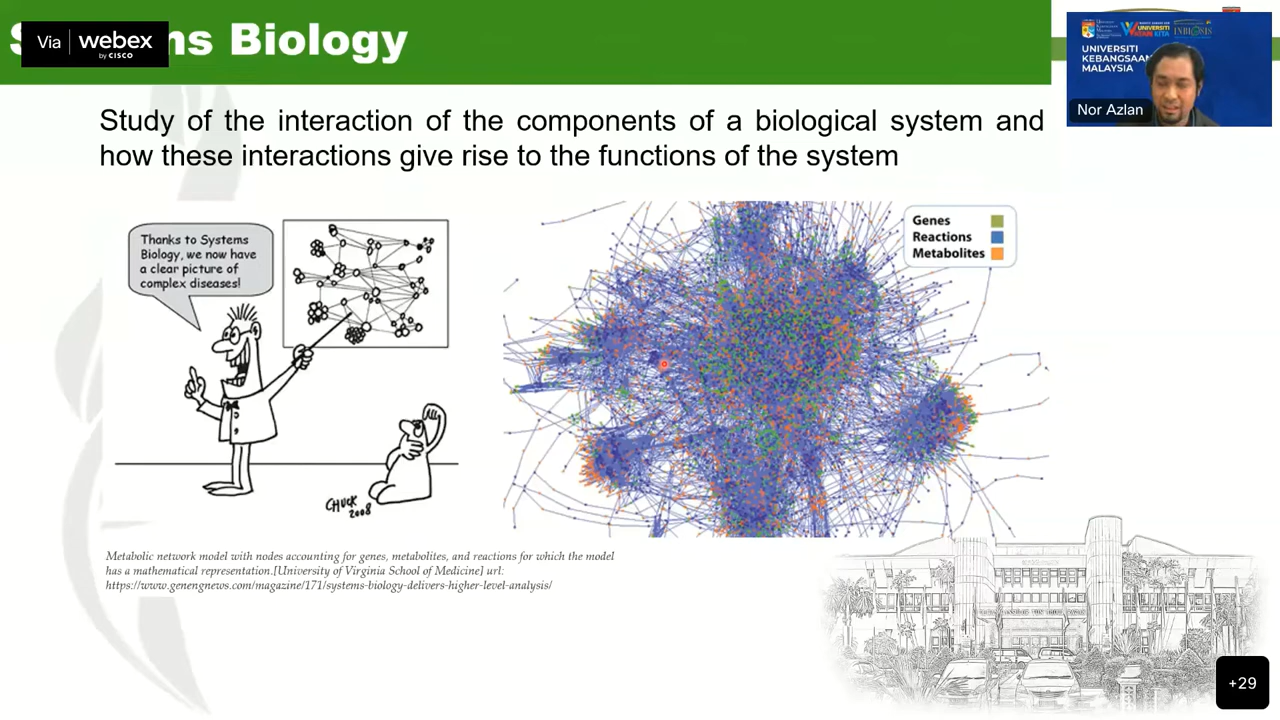 S ms Biology
Via webex
by CISCO
UNIVERSITI
KEBANGSAAN
MALAYSIA
Nor Azlan
Study of the interaction of the components of a biological system and
how these interactions give rise to the functions of the system
Thanks to Systems
Biology, we now have
a clear picture of
complex diseases!
CHUCK
2008
Genes
Reactions
Metabolites
Metabolic network model with nodes accounting for genes, metabolites, and reactions for which the model
has a mathematical representation.[University of Virginia School of Medicine] url:
https://www.genengnews.com/magazine/171/systems-biology-delivers-higher-level-analysis/
+29